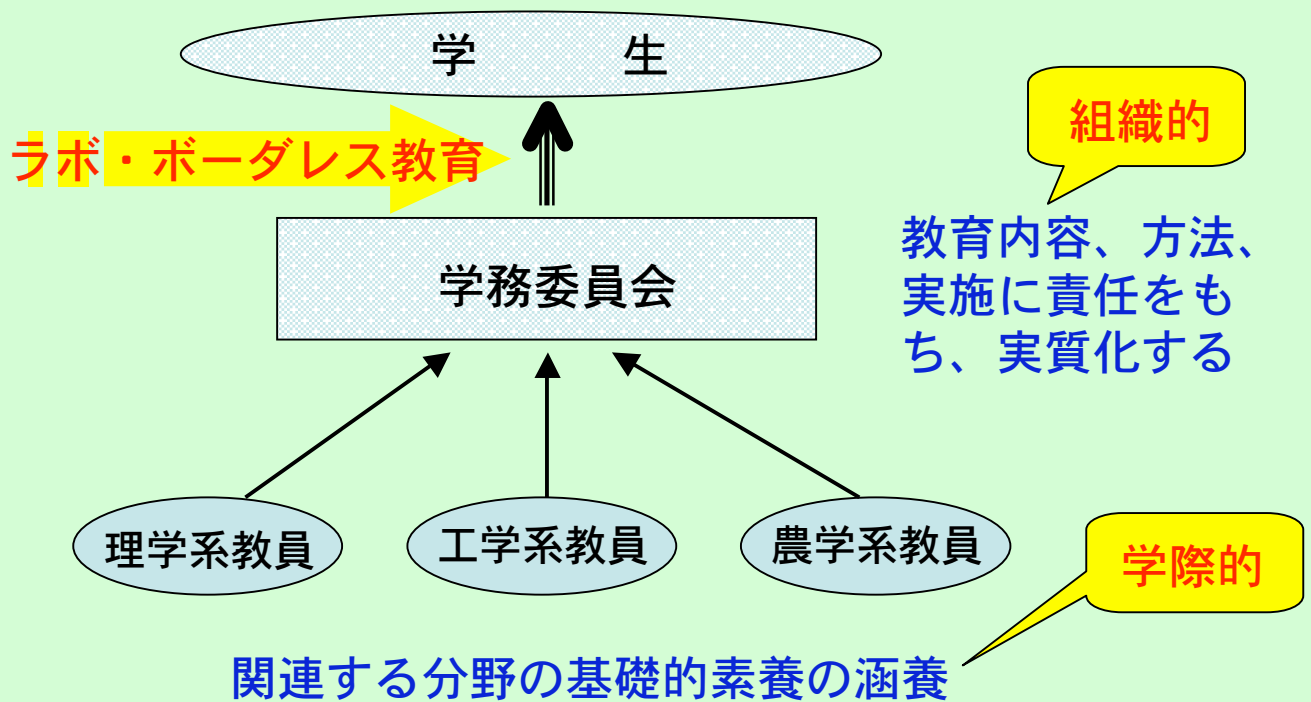 学　　生
組織的
ラボ・ボーダレス教育
教育内容、方法、
実施に責任をも
ち、実質化する
学務委員会
理学系教員
工学系教員
農学系教員
学際的
関連する分野の基礎的素養の涵養